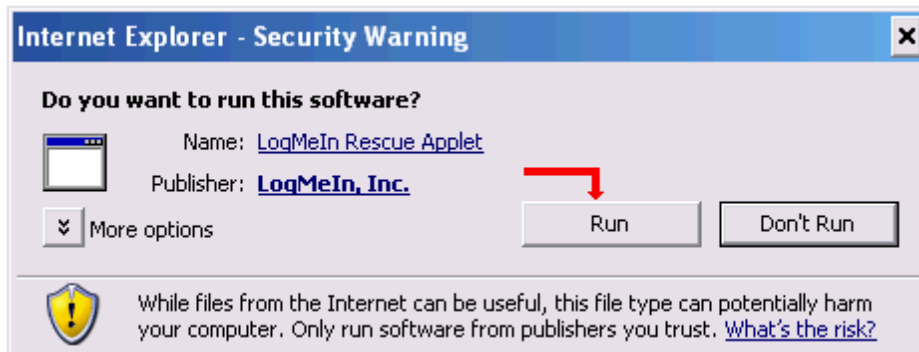 Internet Explorer - Security Warning
Do you want to run this software?
Name: LogMeIn Rescue Applet
Publisher: LogMeIn, Inc.
More options
Run
Don't Run
While files from the Internet can be useful, this file type can potentially harm
your computer. Only run software from publishers you trust. What's the risk?